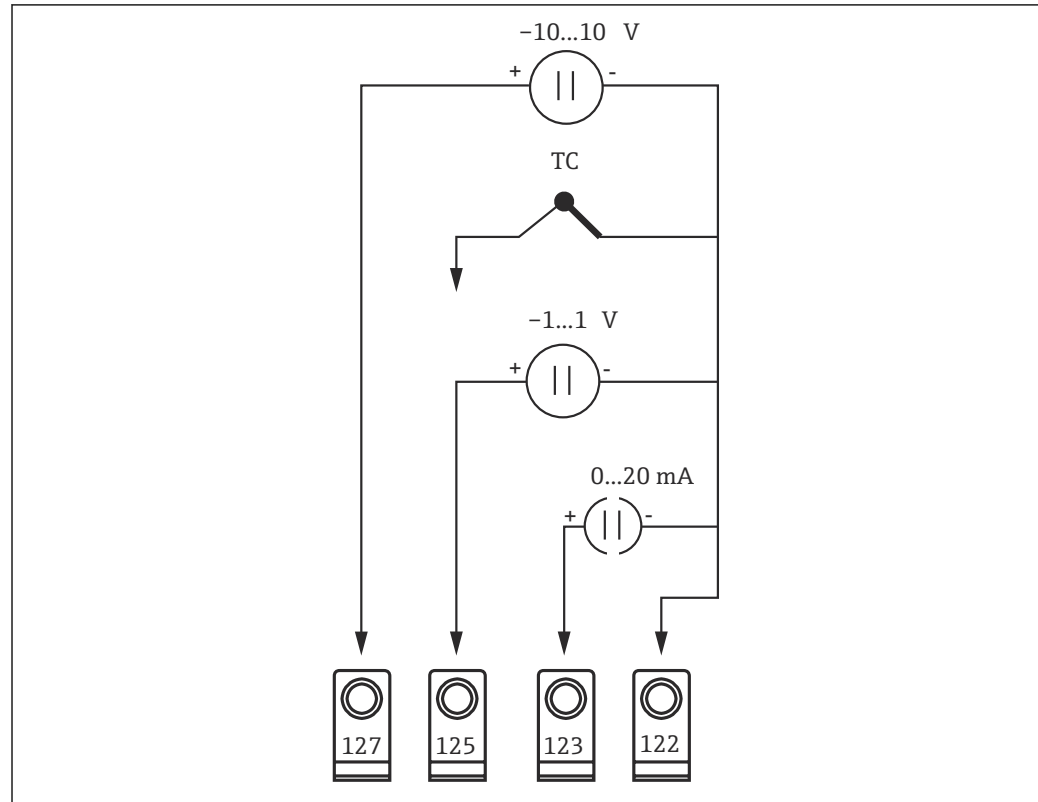 −10...10 V
+ -
TC
−1...1 V
+ -
0...20 mA
+ -
127 125 123 122